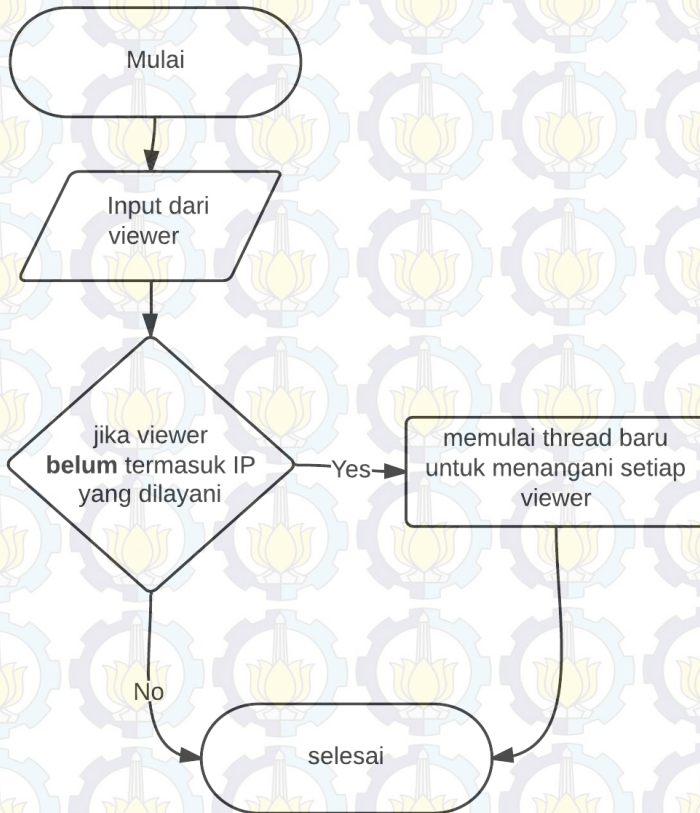 Mulai
Input dari
viewer
jika viewer
belum termasuk IP
yang dilayani
Yes
memulai thread baru
untuk menangani setiap
viewer
No
selesai